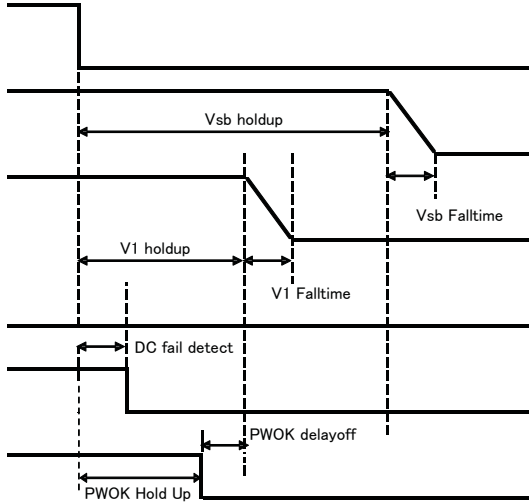 Vsb holdup
Vsb Falltime
V1 holdup
V1 Falltime
DC fail detect
PWOK delayoff
PWOK Hold Up